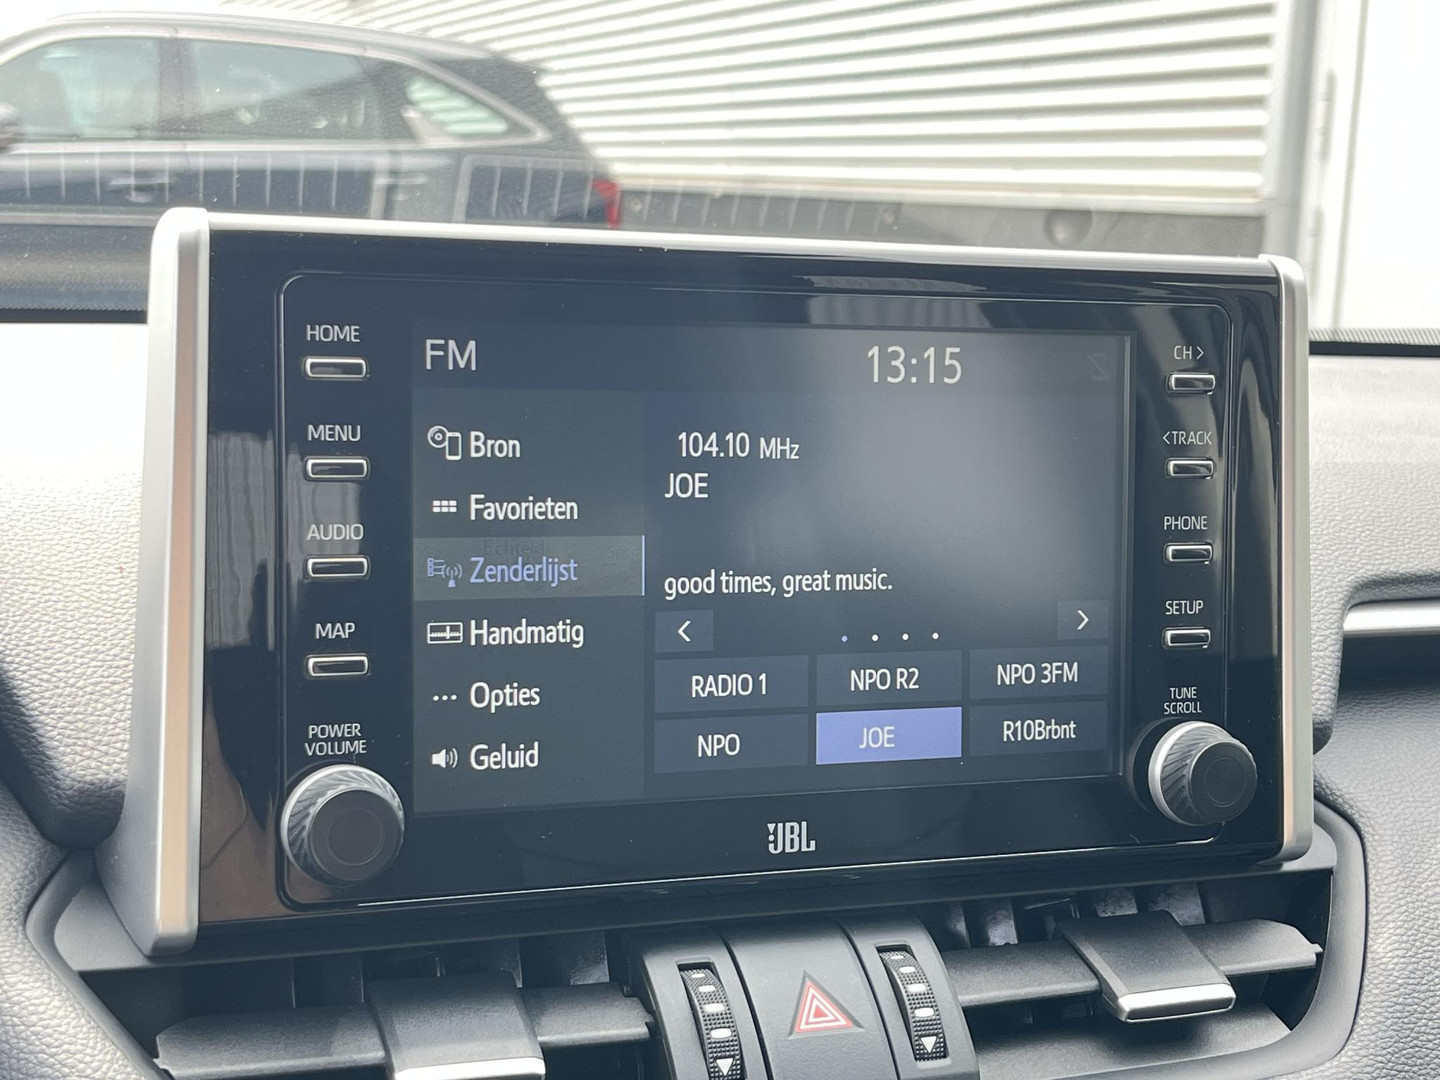 HOME
MENU
AUDIO
MAP
POWER
VOLUME
FM
13:15
Bron
Favorieten
Zenderlijst
Handmatig
Opties
Geluid
104.10 MHz
JOE
good times, great music.
<
>
RADIO 1
NPO R2
NPO 3FM
NPO
JOE
R10Brbnt
CH >
<TRACK
PHONE
SETUP
TUNE
SCROLL
JBL